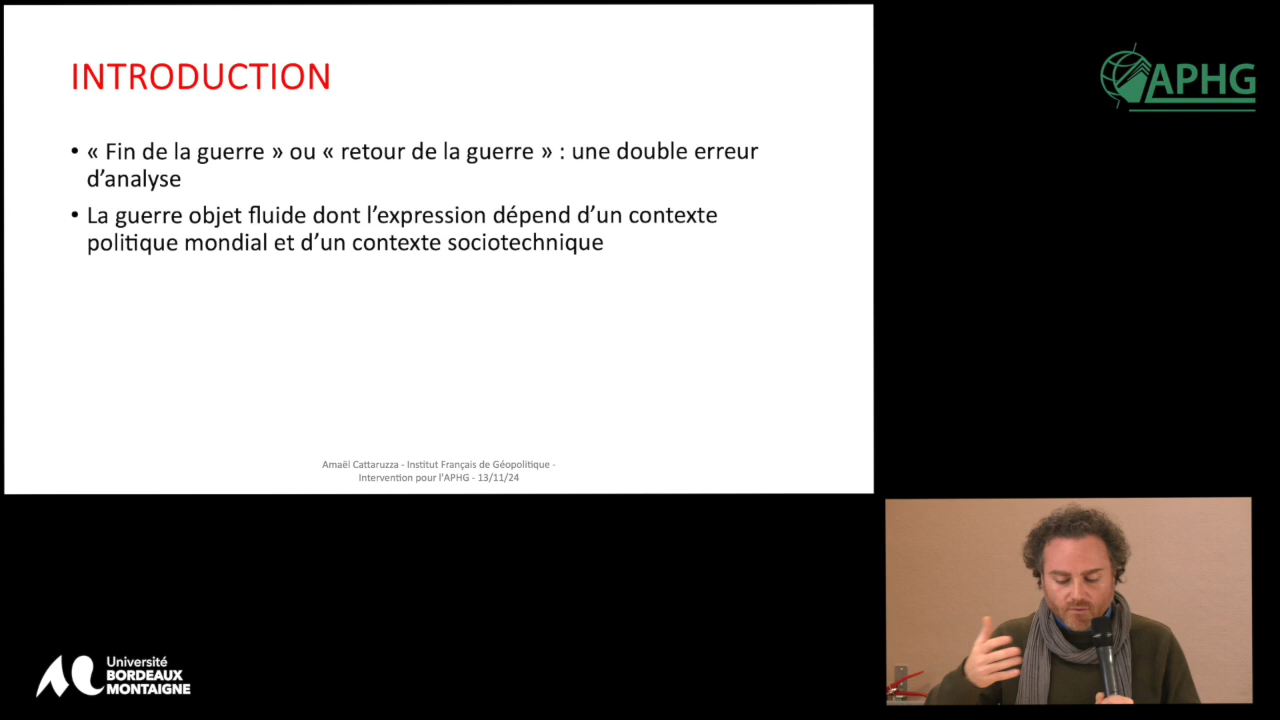 INTRODUCTION
• « Fin de la guerre » ou « retour de la guerre » : une double erreur
d’analyse
• La guerre objet fluide dont l’expression dépend d’un contexte
politique mondial et d’un contexte sociotechnique
Amaël Cattaruzza - Institut Français de Géopolitique -
Intervention pour l'APHG - 13/11/24
APHG
Université
BORDEAUX
MONTAIGNE